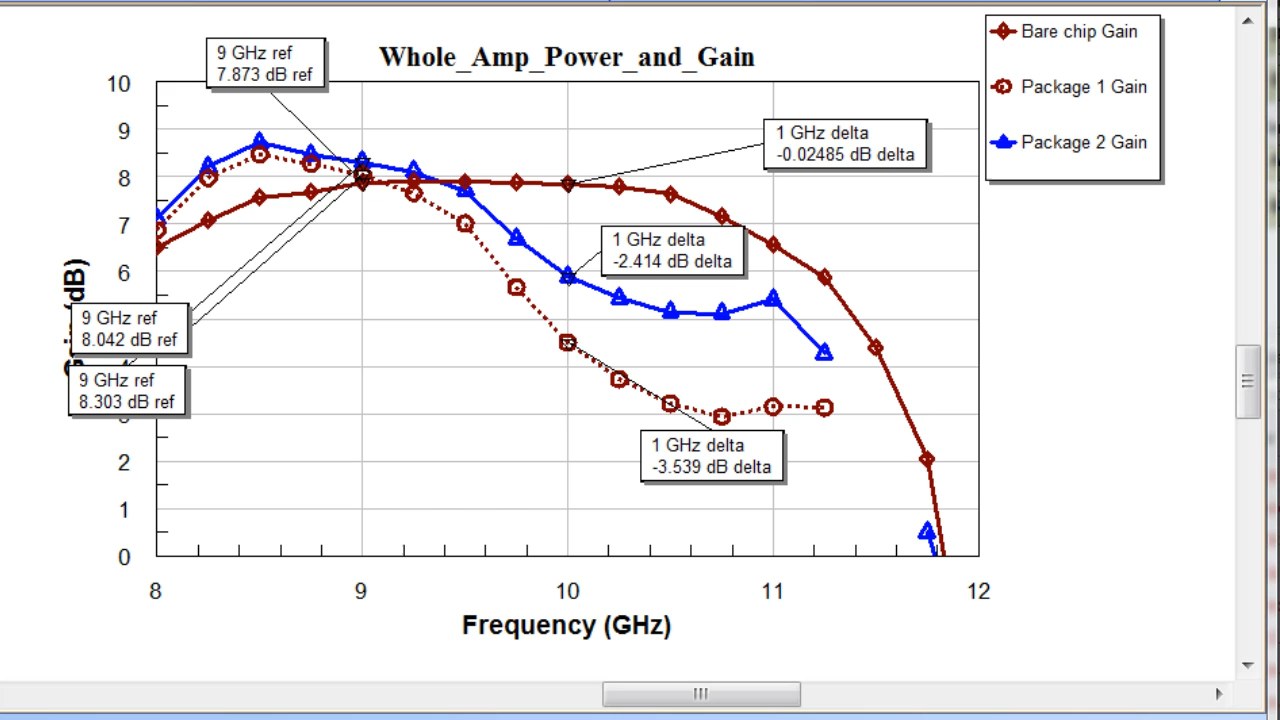 Whole_Amp_Power_and_Gain
9 GHz ref
7.873 dB ref
1 GHz delta
-0.02485 dB delta
1 GHz delta
-2.414 dB delta
9 GHz ref
8.042 dB ref
9 GHz ref
8.303 dB ref
1 GHz delta
-3.539 dB delta
Bare chip Gain
Package 1 Gain
Package 2 Gain
10
9
8
7
6
2
1
0
(dB)
8
9
10
11
12
Frequency (GHz)